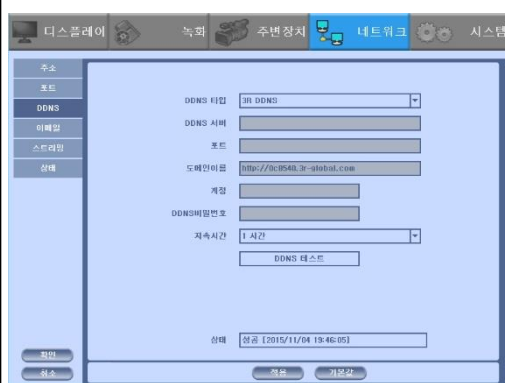 디스플레이 녹화 주변장치 네트워크 시스템
주소
포트
DDNS
이메일
스트리밍
상태
DDNS 타입 3R DDNS
DDNS 서버
포트
도메인이름 http://0c0540.3r-global.com
계정
DDNS비밀번호
지속시간 1 시간
DDNS 테스트
상태 성공 [2015/11/04 19:46:05]
확인
취소
적용 기본값